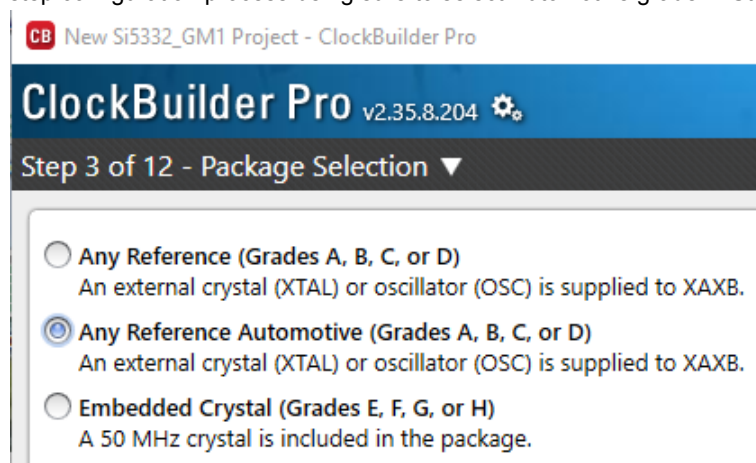 CB New Si5332_GM1 Project - ClockBuilder Pro
ClockBuilder Pro v2.35.8.204
Step 3 of 12 - Package Selection ▼
Any Reference (Grades A, B, C, or D)
An external crystal (XTAL) or oscillator (OSC) is supplied to XAXB.
Any Reference Automotive (Grades A, B, C, or D)
An external crystal (XTAL) or oscillator (OSC) is supplied to XAXB.
Embedded Crystal (Grades E, F, G, or H)
A 50 MHz crystal is included in the package.